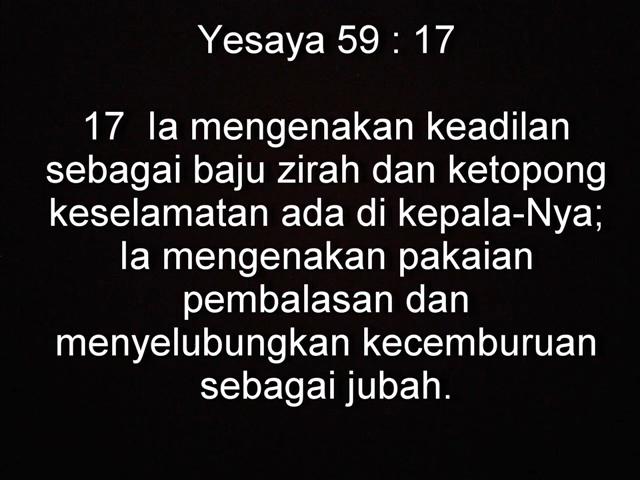 Yesaya 59 : 17
17 Ia mengenakan keadilan
sebagai baju zirah dan ketopong
keselamatan ada di kepala-Nya;
Ia mengenakan pakaian
pembalasan dan
menyelubungkan kecemburuan
sebagai jubah.